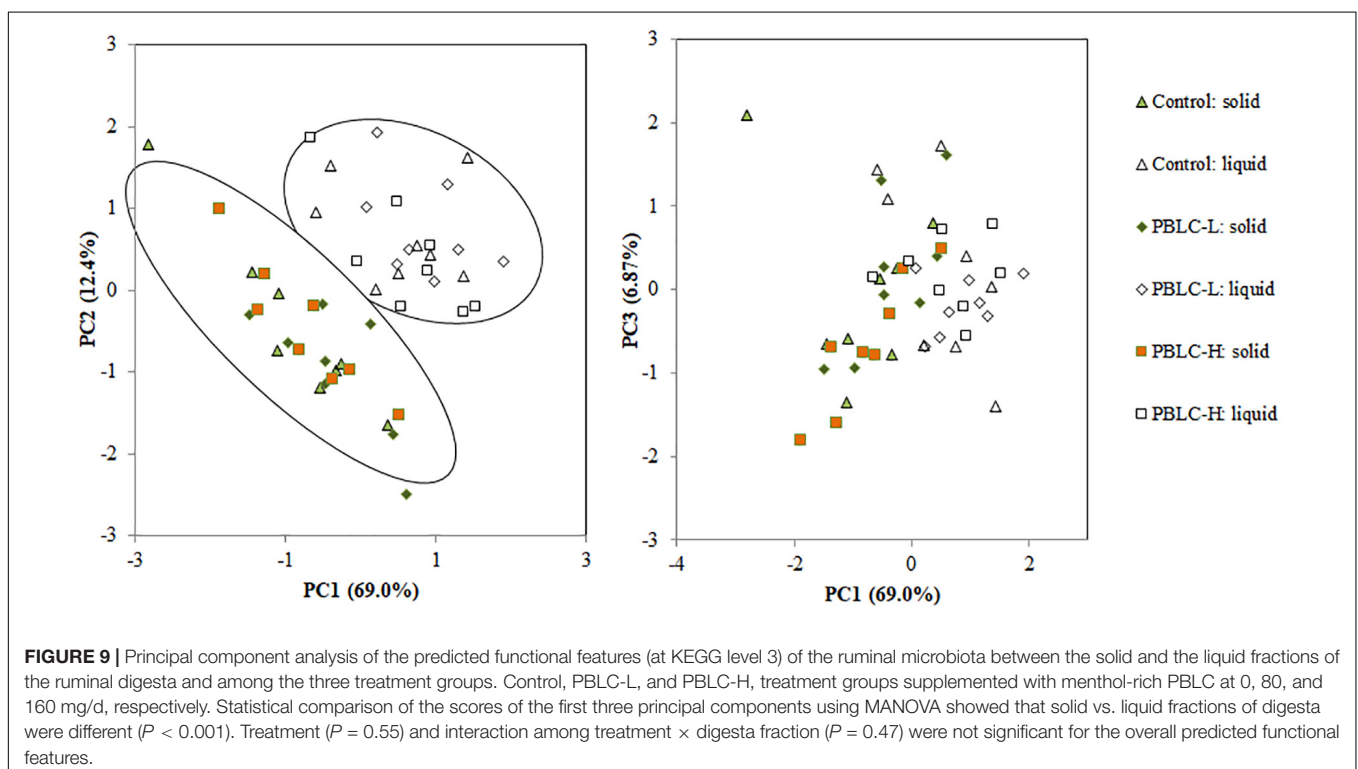 3
2
1
0
-1
-2
-3
PC2 (12.4%)
-3
-1
1
3
PC1 (69.0%)
3
2
1
0
-1
-2
-3
PC3 (6.87%)
-4
-2
0
2
PC1 (69.0%)
Control: solid
Control: liquid
PBLC-L: solid
PBLC-L: liquid
PBLC-H: solid
PBLC-H: liquid
FIGURE 9 | Principal component analysis of the predicted functional features (at KEGG level 3) of the ruminal microbiota between the solid and the liquid fractions of
the ruminal digesta and among the three treatment groups. Control, PBLC-L, and PBLC-H, treatment groups supplemented with menthol-rich PBLC at 0, 80, and
160 mg/d, respectively. Statistical comparison of the scores of the first three principal components using MANOVA showed that solid vs. liquid fractions of digesta
were different (P < 0.001). Treatment (P = 0.55) and interaction among treatment × digesta fraction (P = 0.47) were not significant for the overall predicted functional
features.